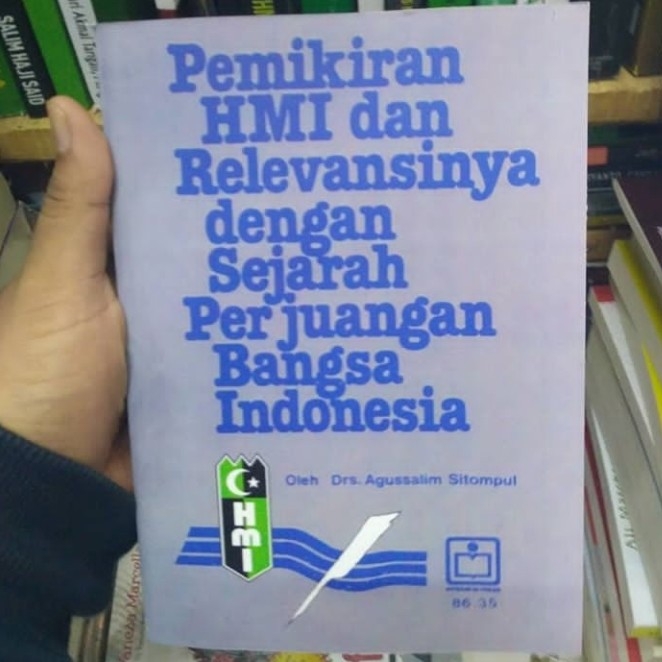 Pemikiran
HMI dan
Relevansinya
dengan
Sejarah
Perjuangan
Bangsa
Indonesia
Oleh Drs. Agussalim Sitompul
HMI
86.35
SALIM HAJI SAID